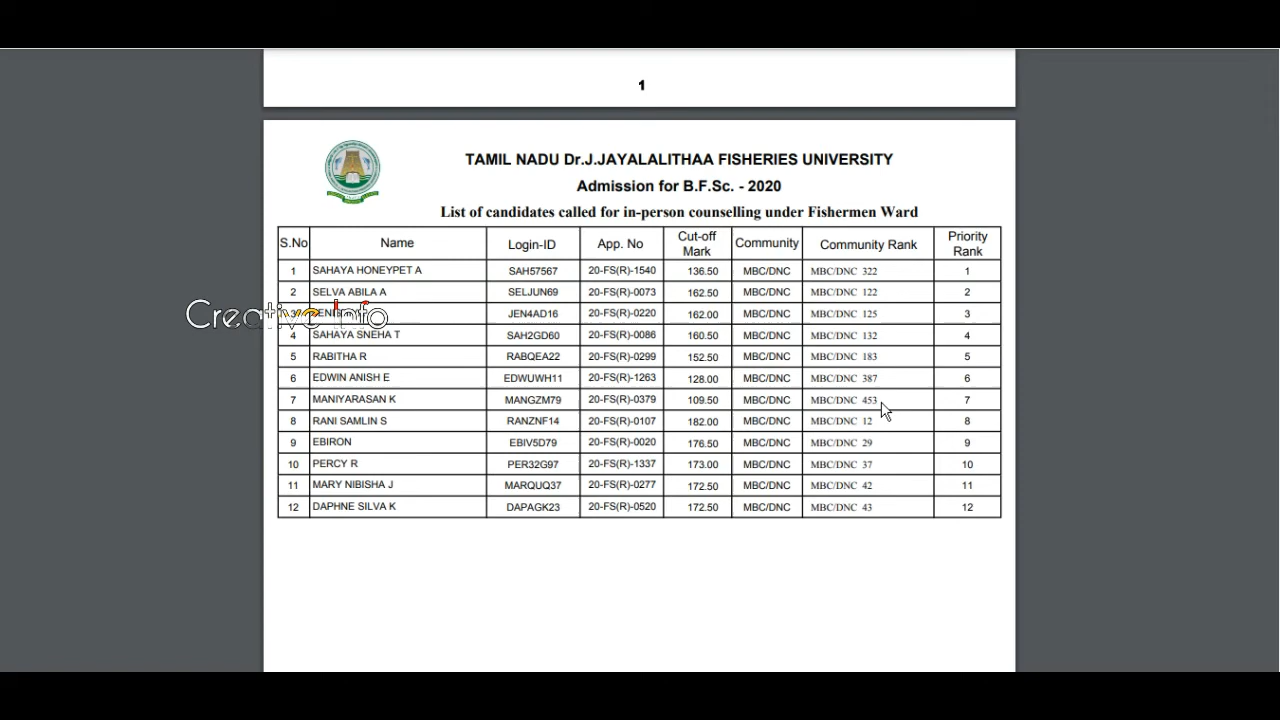 1
TAMIL NADU Dr.J.JAYALALITHAA FISHERIES UNIVERSITY
Admission for B.F.Sc. - 2020
List of candidates called for in-person counselling under Fishermen Ward
S.No Name Login-ID App. No Cut-off Mark Community Community Rank Priority Rank
1 SAHAYA HONEYPET A SAH57567 20-FS(R)-1540 136.50 MBC/DNC MBC/DNC 322 1
2 SELVA ABILA A SELJUN69 20-FS(R)-0073 162.50 MBC/DNC MBC/DNC 122 2
Creative Info
3 JEN4AD16 20-FS(R)-0220 162.00 MBC/DNC MBC/DNC 125 3
4 SAHAYA SNEHA T SAH2GD60 20-FS(R)-0086 160.50 MBC/DNC MBC/DNC 132 4
5 RABITHA R RABQEA22 20-FS(R)-0299 152.50 MBC/DNC MBC/DNC 183 5
6 EDWIN ANISH E EDWUWH11 20-FS(R)-1263 128.00 MBC/DNC MBC/DNC 387 6
7 MANIYARASAN K MANGZM79 20-FS(R)-0379 109.50 MBC/DNC MBC/DNC 453 7
8 RANI SAMLIN S RANZNF14 20-FS(R)-0107 182.00 MBC/DNC MBC/DNC 12 8
9 EBIRON EBIV5D79 20-FS(R)-0020 176.50 MBC/DNC MBC/DNC 29 9
10 PERCY R PER32G97 20-FS(R)-1337 173.00 MBC/DNC MBC/DNC 37 10
11 MARY NIBISHA J MARQUQ37 20-FS(R)-0277 172.50 MBC/DNC MBC/DNC 42 11
12 DAPHNE SILVA K DAPAGK23 20-FS(R)-0520 172.50 MBC/DNC MBC/DNC 43 12